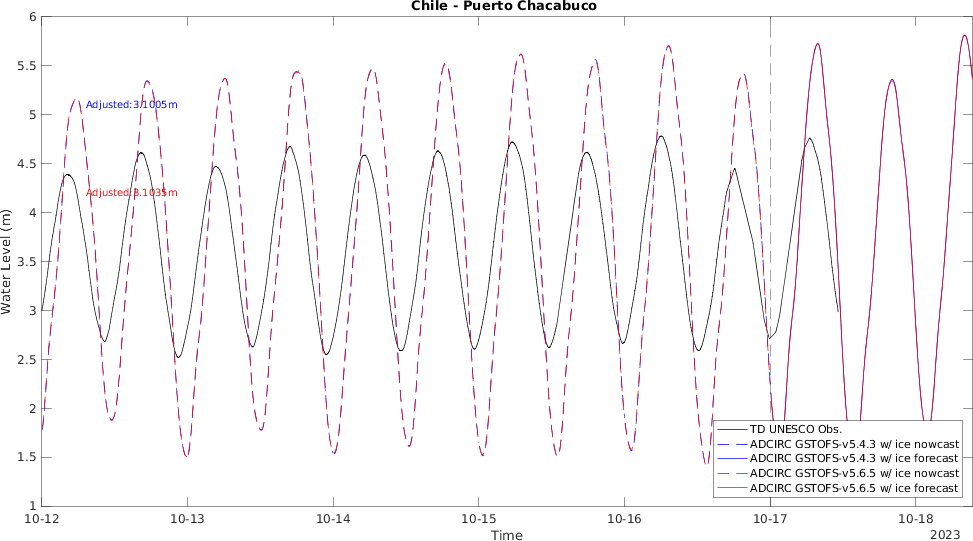 Chile - Puerto Chacabuco
Water Level (m)
6
5.5
5
4.5
4
3.5
3
2.5
2
1.5
1
Adjusted:3.1005m
Adjusted:3.1035m
TD UNESCO Obs.
ADCIRC GSTOFS-v5.4.3 w/ ice nowcast
ADCIRC GSTOFS-v5.4.3 w/ ice forecast
ADCIRC GSTOFS-v5.6.5 w/ ice nowcast
ADCIRC GSTOFS-v5.6.5 w/ ice forecast
10-12 10-13 10-14 10-15 10-16 10-17 10-18
Time
2023